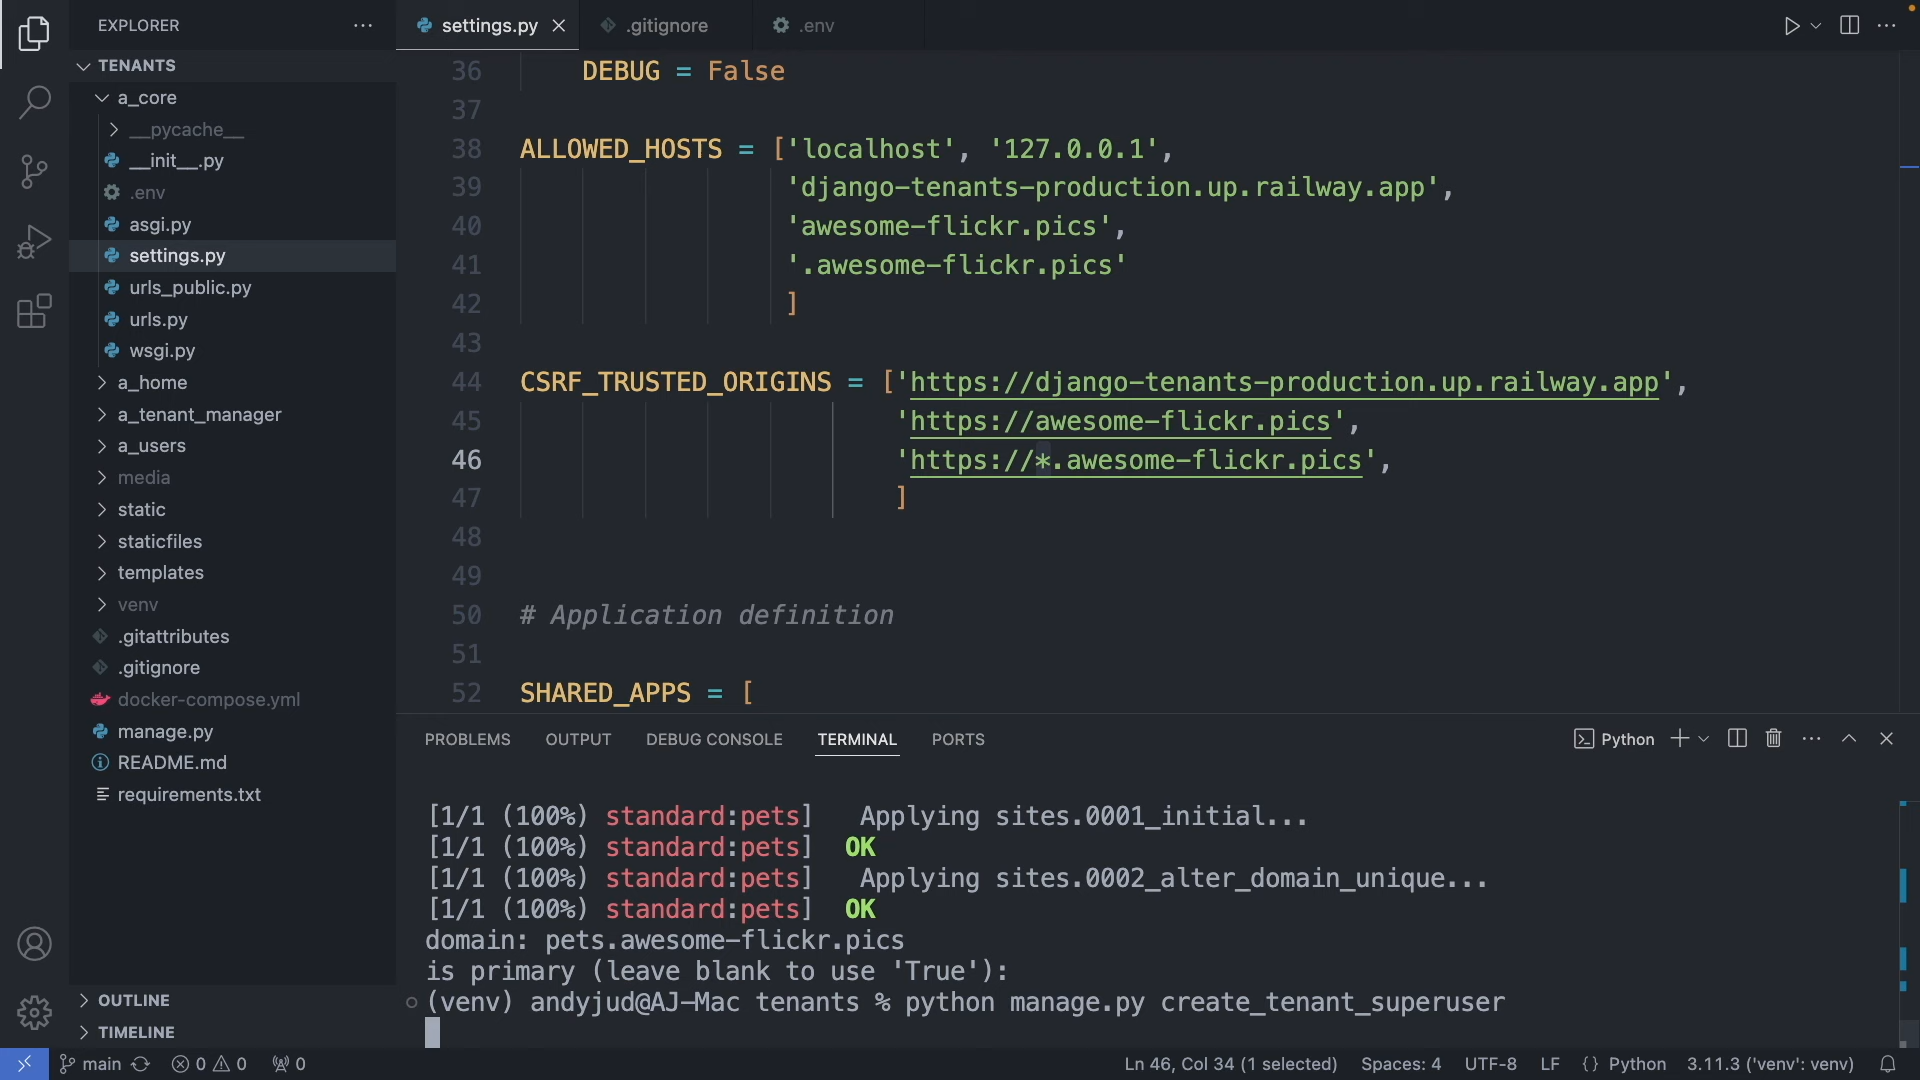 EXPLORER
TENANTS
a_core
__pycache__
__init__.py
.env
asgi.py
settings.py
urls_public.py
urls.py
wsgi.py
a_home
a_tenant_manager
a_users
media
static
staticfiles
templates
venv
.gitattributes
.gitignore
docker-compose.yml
manage.py
README.md
requirements.txt
OUTLINE
TIMELINE
settings.py .gitignore .env
36 DEBUG = False
37
38 ALLOWED_HOSTS = ['localhost', '127.0.0.1',
39 'django-tenants-production.up.railway.app',
40 'awesome-flickr.pics',
41 '.awesome-flickr.pics'
42 ]
43
44 CSRF_TRUSTED_ORIGINS = ['https://django-tenants-production.up.railway.app',
45 'https://awesome-flickr.pics',
46 'https://*.awesome-flickr.pics',
47 ]
48
49
50 # Application definition
51
52 SHARED_APPS = [
PROBLEMS OUTPUT DEBUG CONSOLE TERMINAL PORTS Python
[1/1 (100%) standard:pets] Applying sites.0001_initial...
[1/1 (100%) standard:pets] OK
[1/1 (100%) standard:pets] Applying sites.0002_alter_domain_unique...
[1/1 (100%) standard:pets] OK
domain: pets.awesome-flickr.pics
is primary (leave blank to use 'True'):
(venv) andyjud@AJ-Mac tenants % python manage.py create_tenant_superuser
main 0 0 0 Ln 46, Col 34 (1 selected) Spaces: 4 UTF-8 LF {} Python 3.11.3 ('venv': venv)